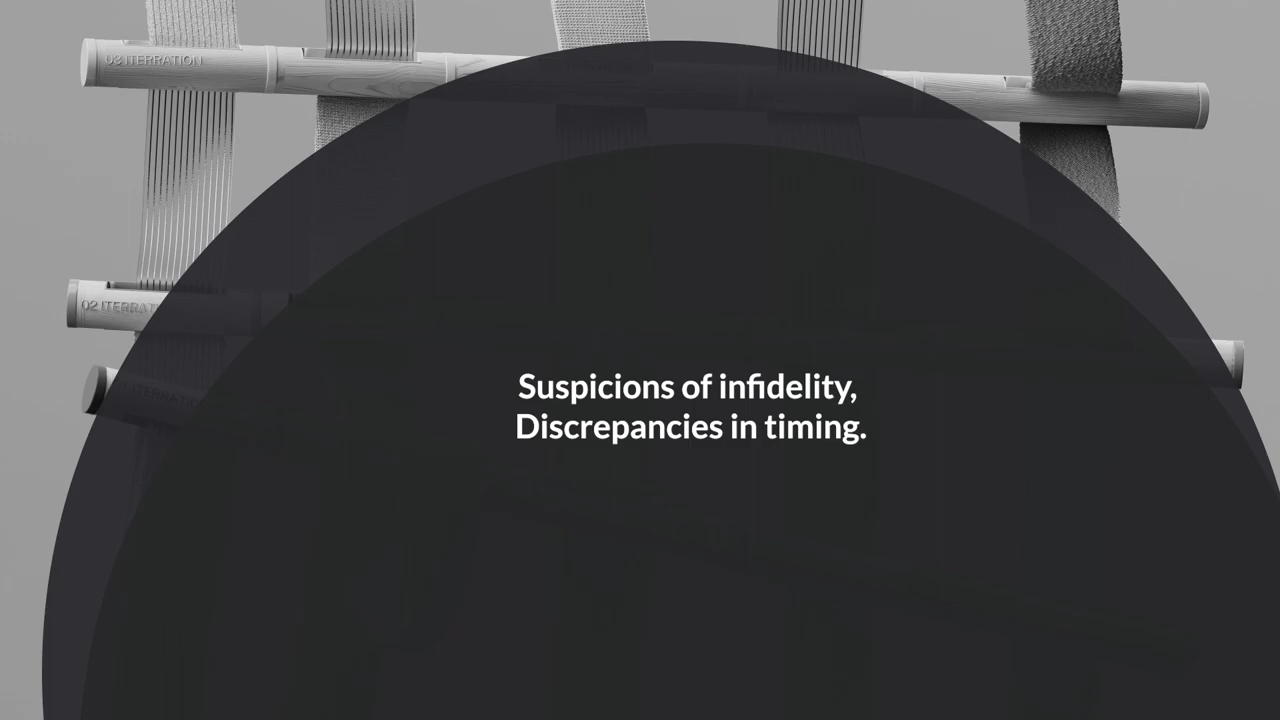 03 ITERRATION
02 ITERRAT
Suspicions of infidelity,
Discrepancies in timing.